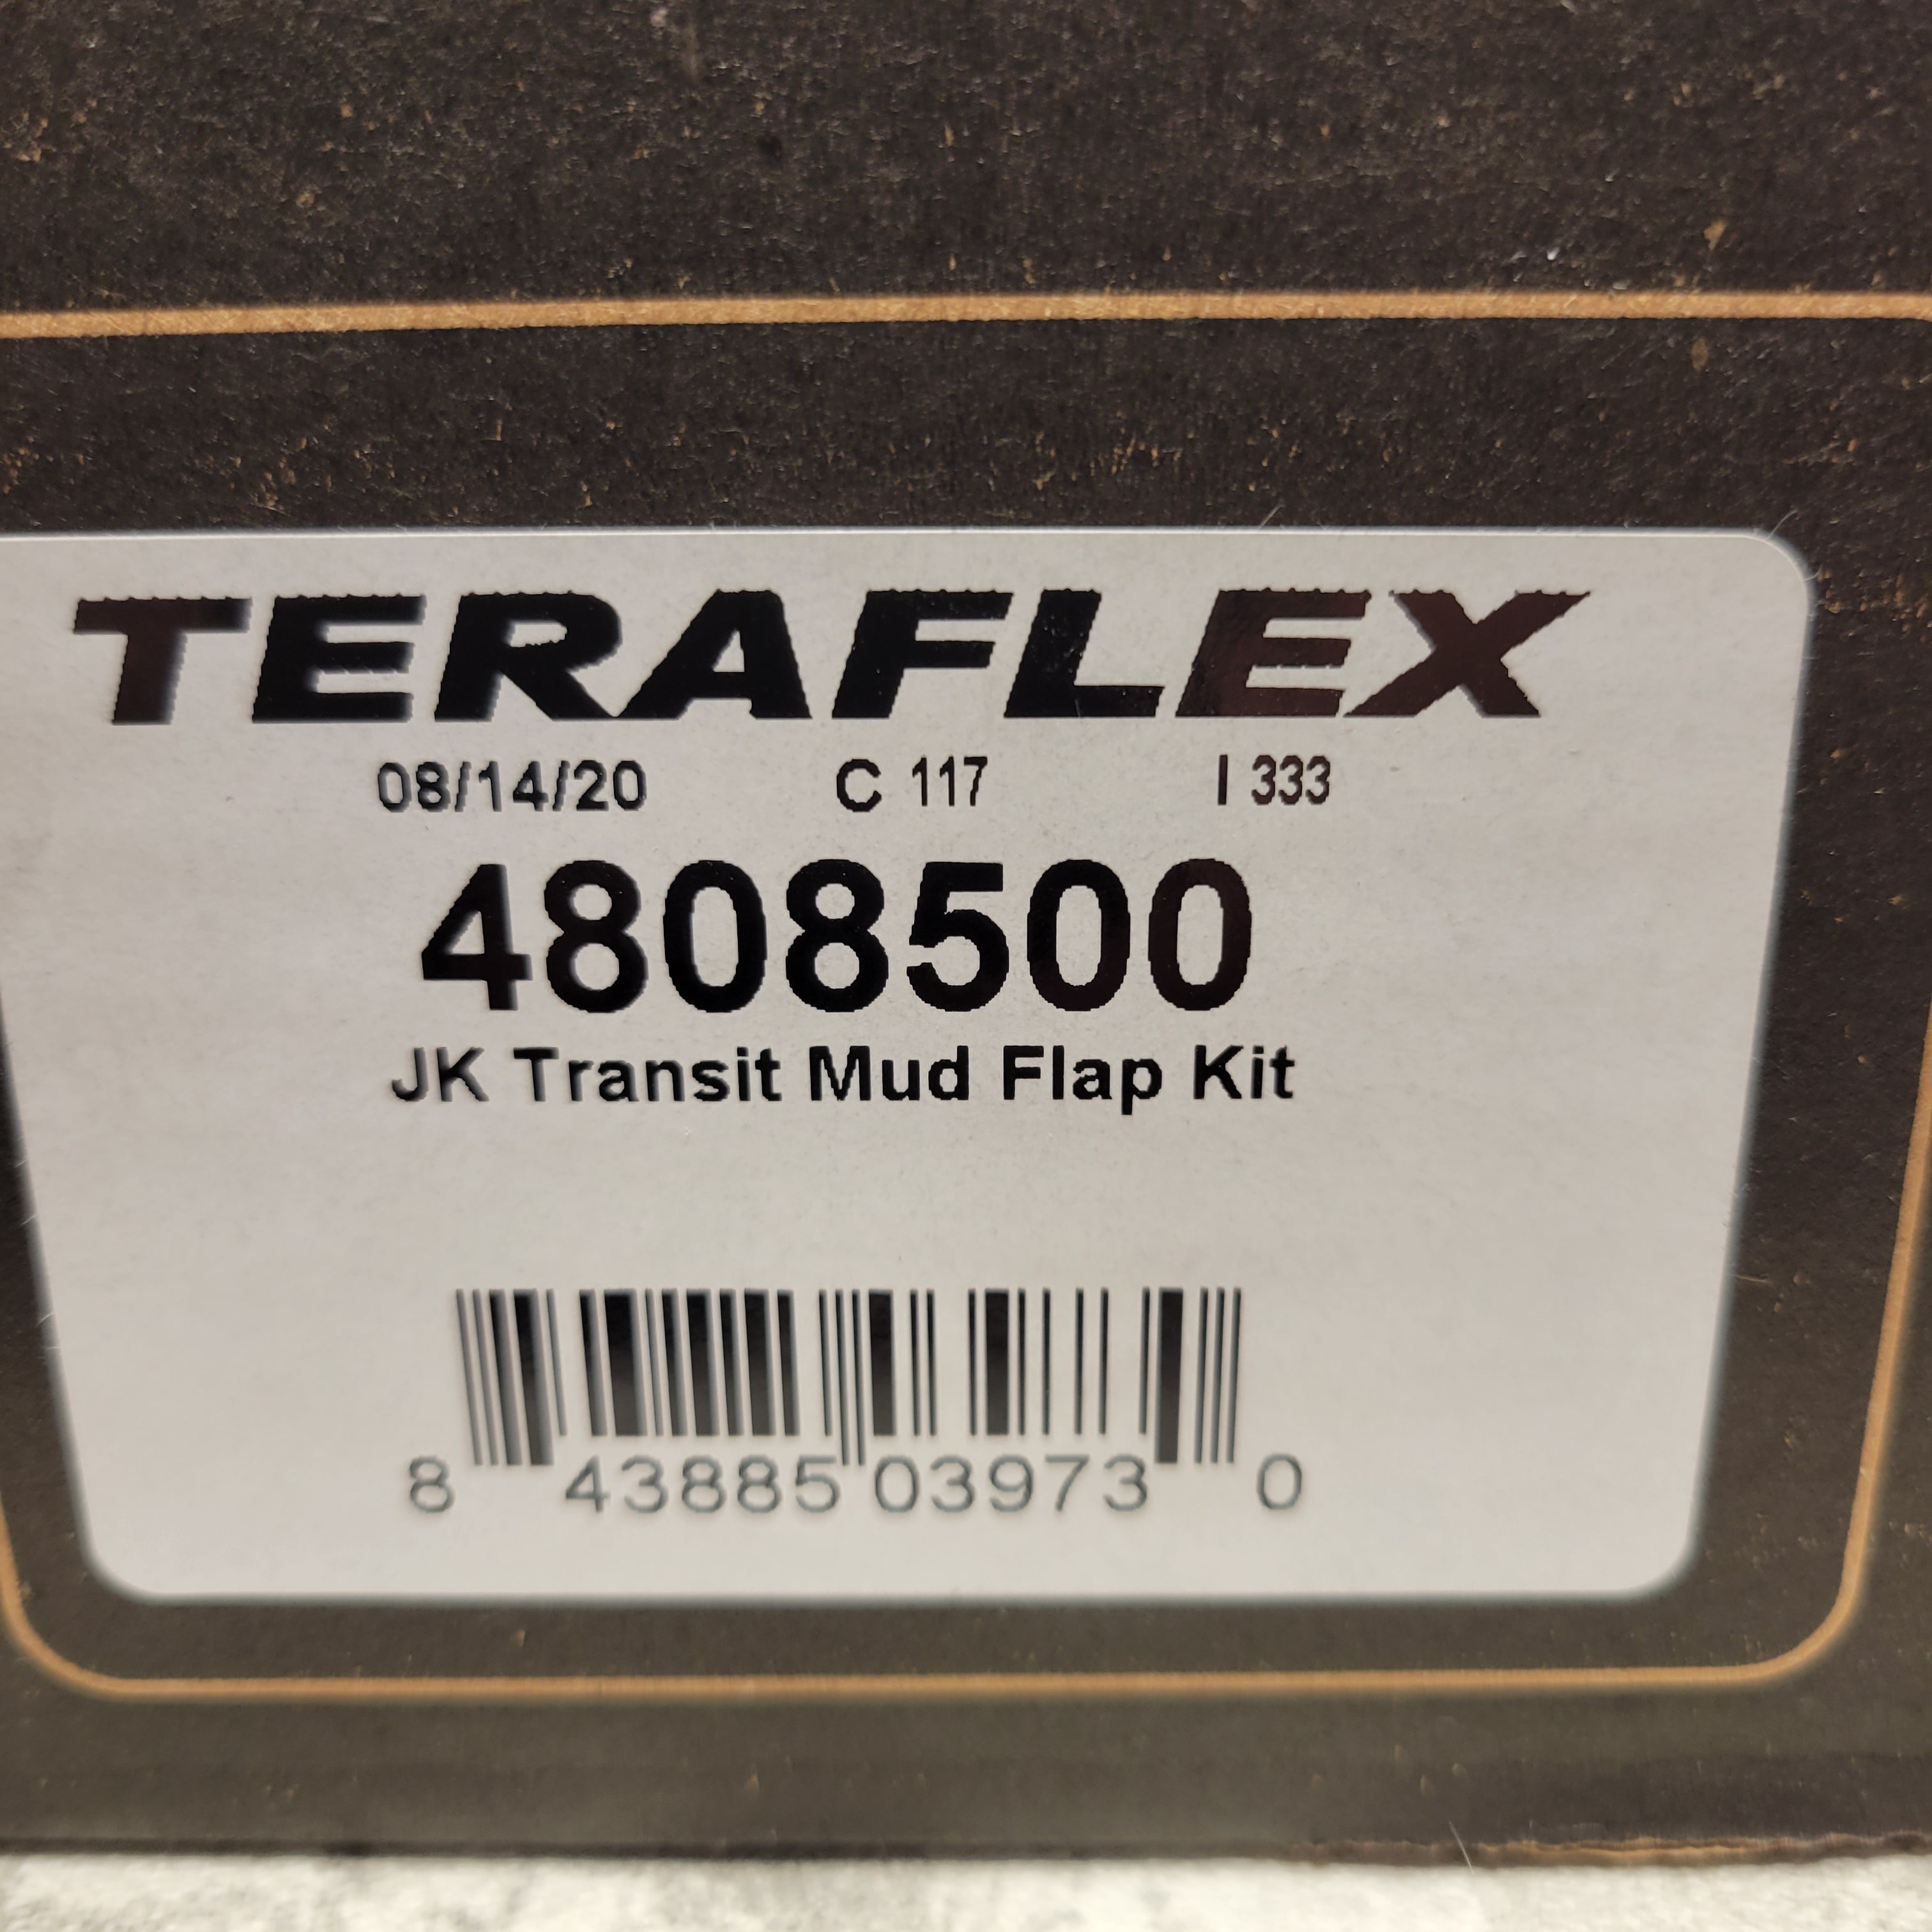 TERAFLEX
08/14/20 C 117 I 333
4808500
JK Transit Mud Flap Kit
8 43885 03973 0